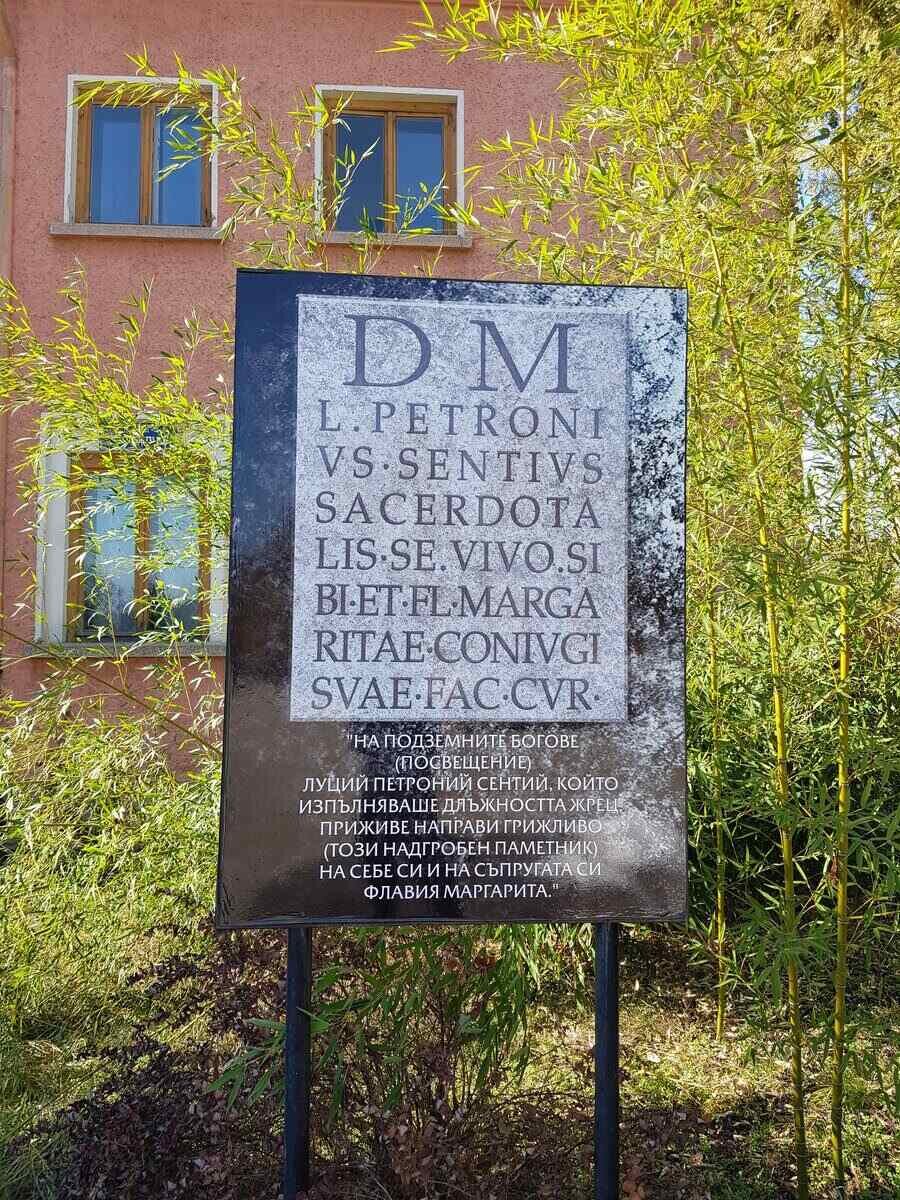 D M
L.PETRONI
VS·SENTIVS
SACERDOTA
LIS·SE.VIVO.SI
BI·ET·FL·MARGA
RITAE·CONIVGI
SVAE·FAC·CVR·
"НА ПОДЗЕМНИТЕ БОГОВЕ
(ПОСВЕЩЕНИЕ)
ЛУЦИЙ ПЕТРОНИЙ СЕНТИЙ, КОЙТО
ИЗПЪЛНЯВАШЕ ДЛЪЖНОСТТА ЖРЕЦ,
ПРИЖИВЕ НАПРАВИ ГРИЖЛИВО
(ТОЗИ НАДГРОБЕН ПАМЕТНИК)
НА СЕБЕ СИ И НА СЪПРУГАТА СИ
ФЛАВИЯ МАРГАРИТА."